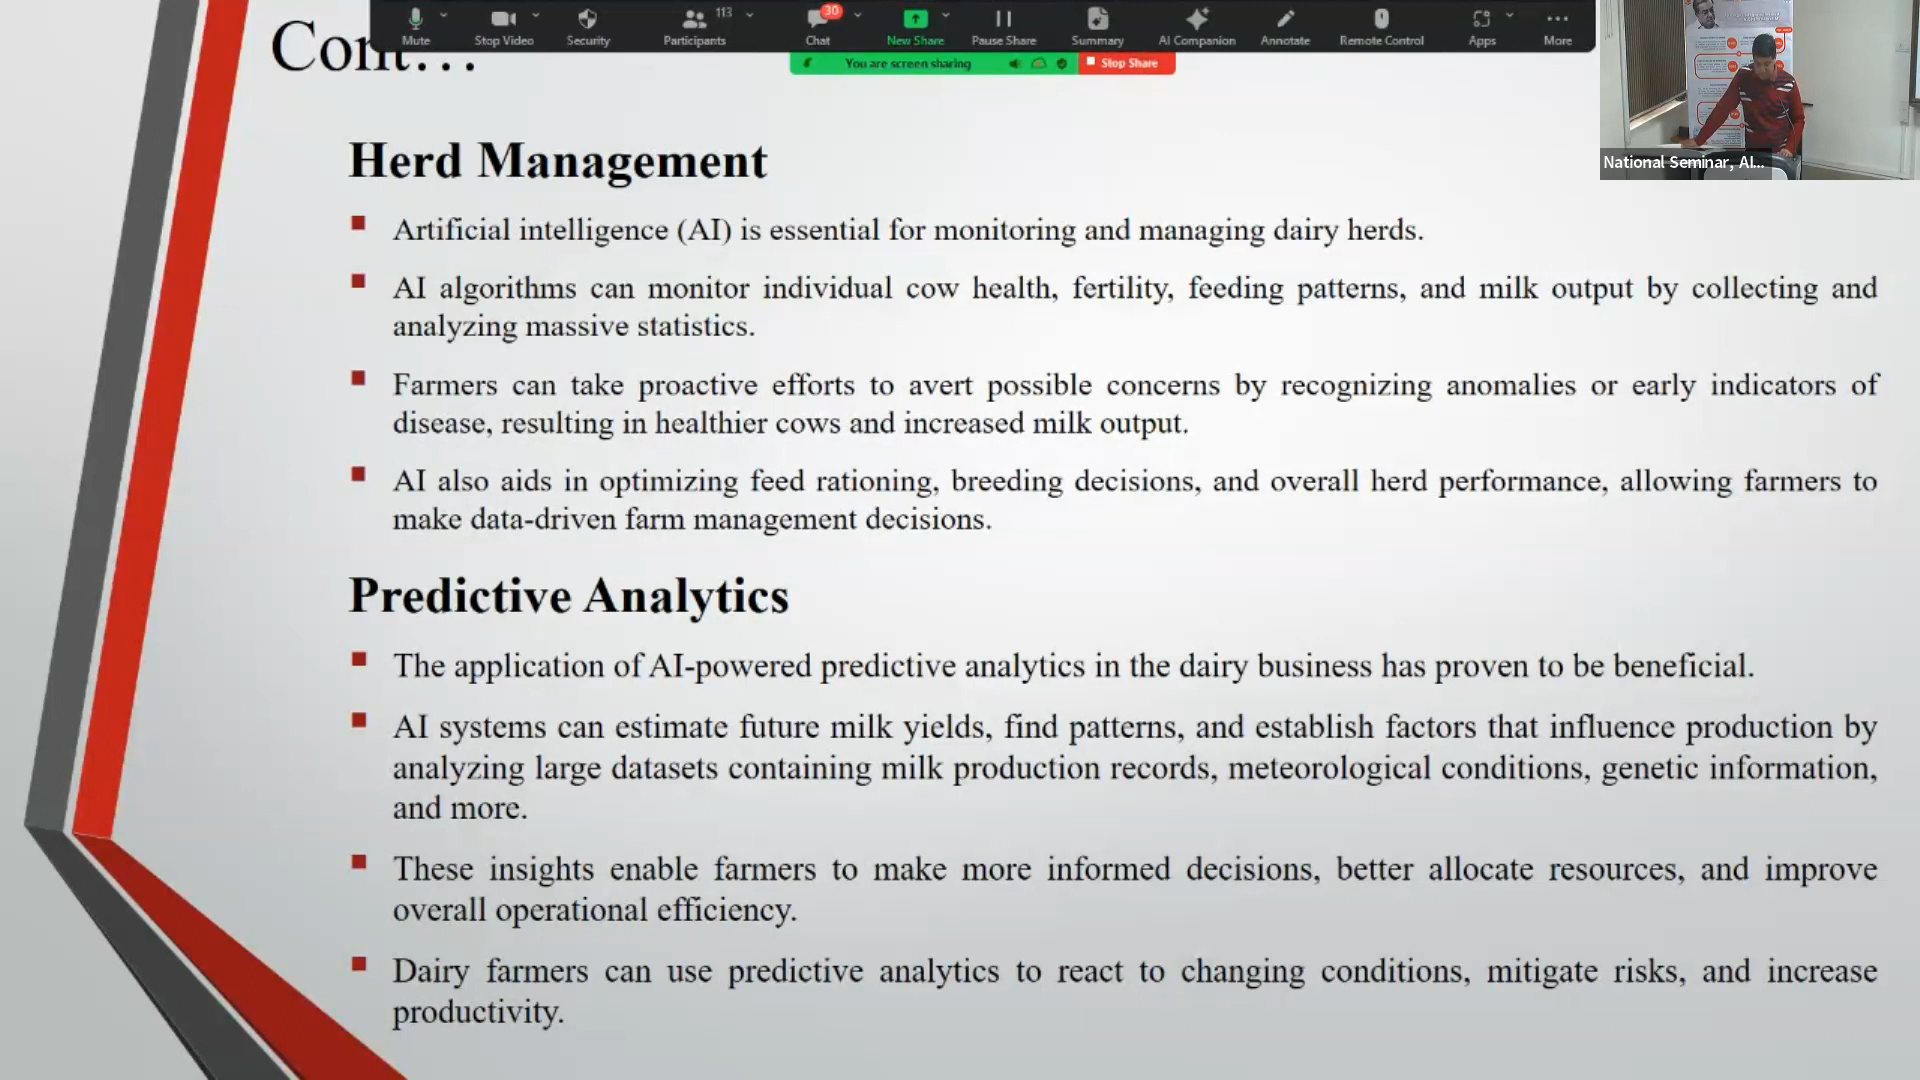 Cont…
Mute
Stop Video
Security
Participants
113
Chat
30
New Share
Pause Share
Summary
AI Companion
Annotate
Remote Control
Apps
More
You are screen sharing
Stop Share
National Seminar, AI...
Herd Management
Artificial intelligence (AI) is essential for monitoring and managing dairy herds.
AI algorithms can monitor individual cow health, fertility, feeding patterns, and milk output by collecting and
analyzing massive statistics.
Farmers can take proactive efforts to avert possible concerns by recognizing anomalies or early indicators of
disease, resulting in healthier cows and increased milk output.
AI also aids in optimizing feed rationing, breeding decisions, and overall herd performance, allowing farmers to
make data-driven farm management decisions.
Predictive Analytics
The application of AI-powered predictive analytics in the dairy business has proven to be beneficial.
AI systems can estimate future milk yields, find patterns, and establish factors that influence production by
analyzing large datasets containing milk production records, meteorological conditions, genetic information,
and more.
These insights enable farmers to make more informed decisions, better allocate resources, and improve
overall operational efficiency.
Dairy farmers can use predictive analytics to react to changing conditions, mitigate risks, and increase
productivity.